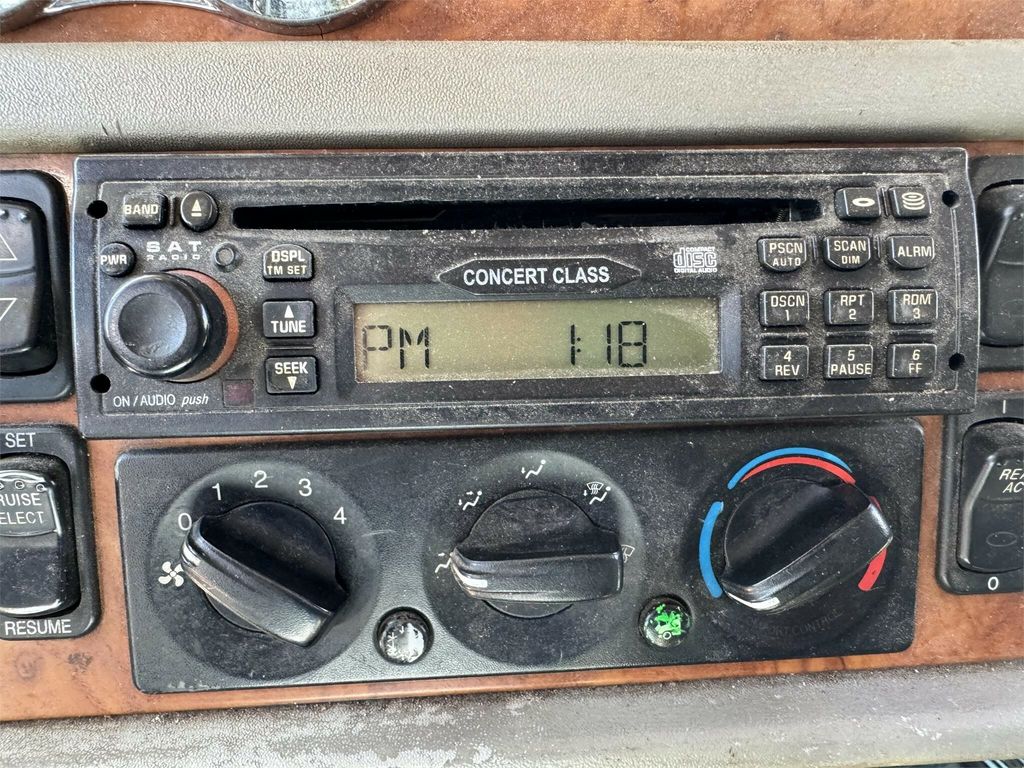 BAND
SAT
RADIO
PWR
DSPL
TM SET
CONCERT CLASS
COMPACT
disc
DIGITAL AUDIO
PSCN
AUTO
SCAN
DIM
ALRM
TUNE
PM 1:18
DSCN
1
RPT
2
RDM
3
SEEK
4
REV
5
PAUSE
6
FF
ON / AUDIO push
SET
CRUISE
SELECT
RESUME
0 1 2 3 4
I
AC
0